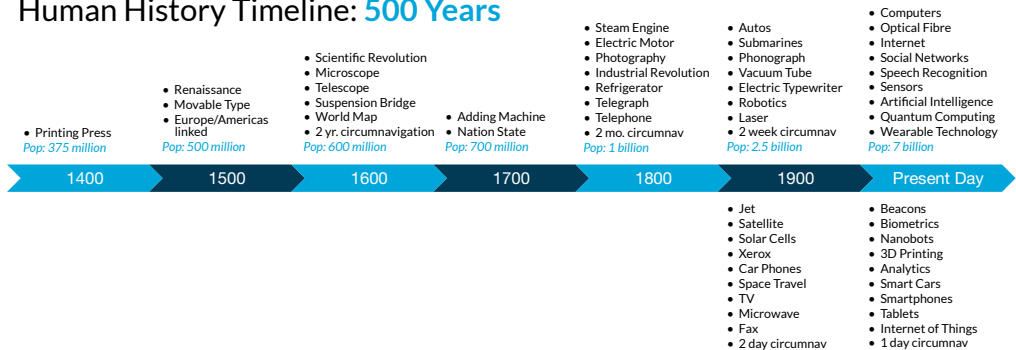 Human History Timeline: 500 Years
• Printing Press
Pop: 375 million
• Renaissance
• Movable Type
• Europe/Americas
linked
Pop: 500 million
• Scientific Revolution
• Microscope
• Telescope
• Suspension Bridge
• World Map
• 2 yr. circumnavigation
Pop: 600 million
• Adding Machine
• Nation State
Pop: 700 million
• Steam Engine
• Electric Motor
• Photography
• Industrial Revolution
• Refrigerator
• Telegraph
• Telephone
• 2 mo. circumnav
Pop: 1 billion
• Autos
• Submarines
• Phonograph
• Vacuum Tube
• Electric Typewriter
• Robotics
• Laser
• 2 week circumnav
Pop: 2.5 billion
• Computers
• Optical Fibre
• Internet
• Social Networks
• Speech Recognition
• Sensors
• Artificial Intelligence
• Quantum Computing
• Wearable Technology
Pop: 7 billion
1400
1500
1600
1700
1800
1900
Present Day
• Jet
• Satellite
• Solar Cells
• Xerox
• Car Phones
• Space Travel
• TV
• Microwave
• Fax
• 2 day circumnav
• Beacons
• Biometrics
• Nanobots
• 3D Printing
• Analytics
• Smart Cars
• Smartphones
• Tablets
• Internet of Things
• 1 day circumnav